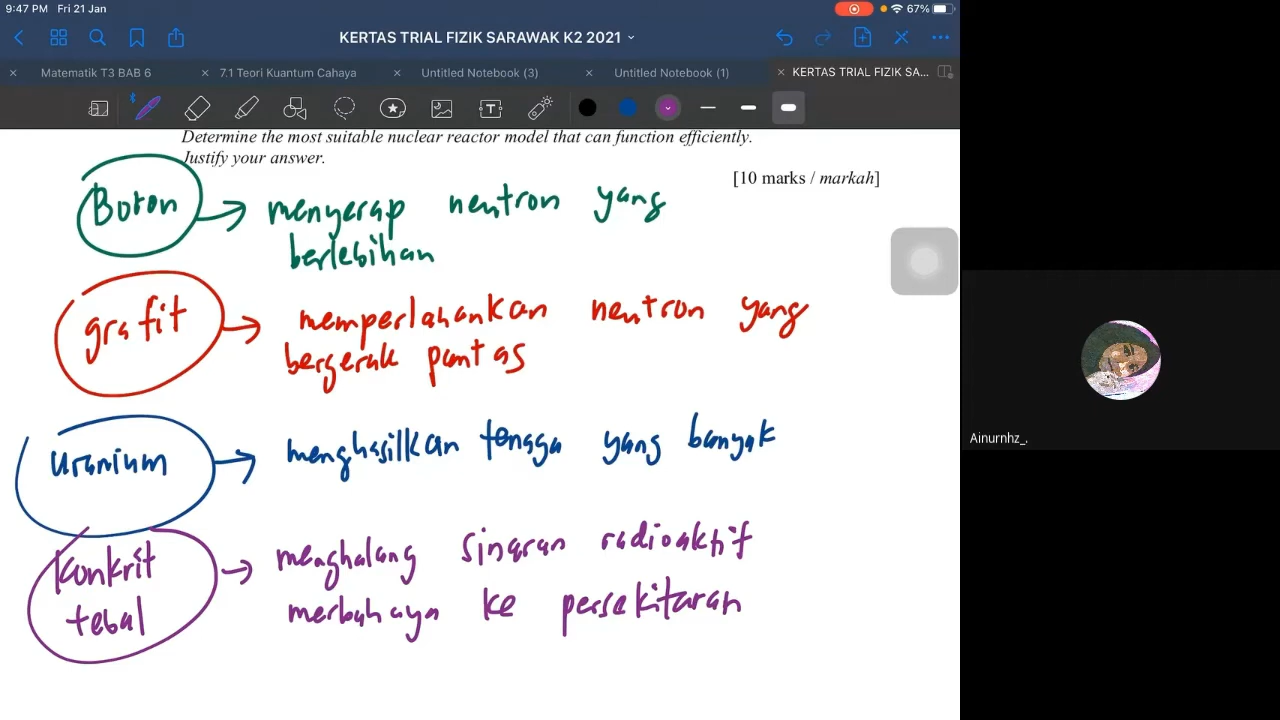 9:47 PM Fri 21 Jan
67%
KERTAS TRIAL FIZIK SARAWAK K2 2021
Matematik T3 BAB 6
7.1 Teori Kuantum Cahaya
Untitled Notebook (3)
Untitled Notebook (1)
KERTAS TRIAL FIZIK SA...
Determine the most suitable nuclear reactor model that can function efficiently.
Justify your answer.
[10 marks / markah]
Boron → menyerap neutron yang
berlebihan
grafit → memperlahankan neutron yang
bergerak pantas
Uranium → menghasilkan tenaga yang banyak
Konkrit → menghalang sinaran radioaktif
tebal merbahaya ke persekitaran
Ainurnhz_.